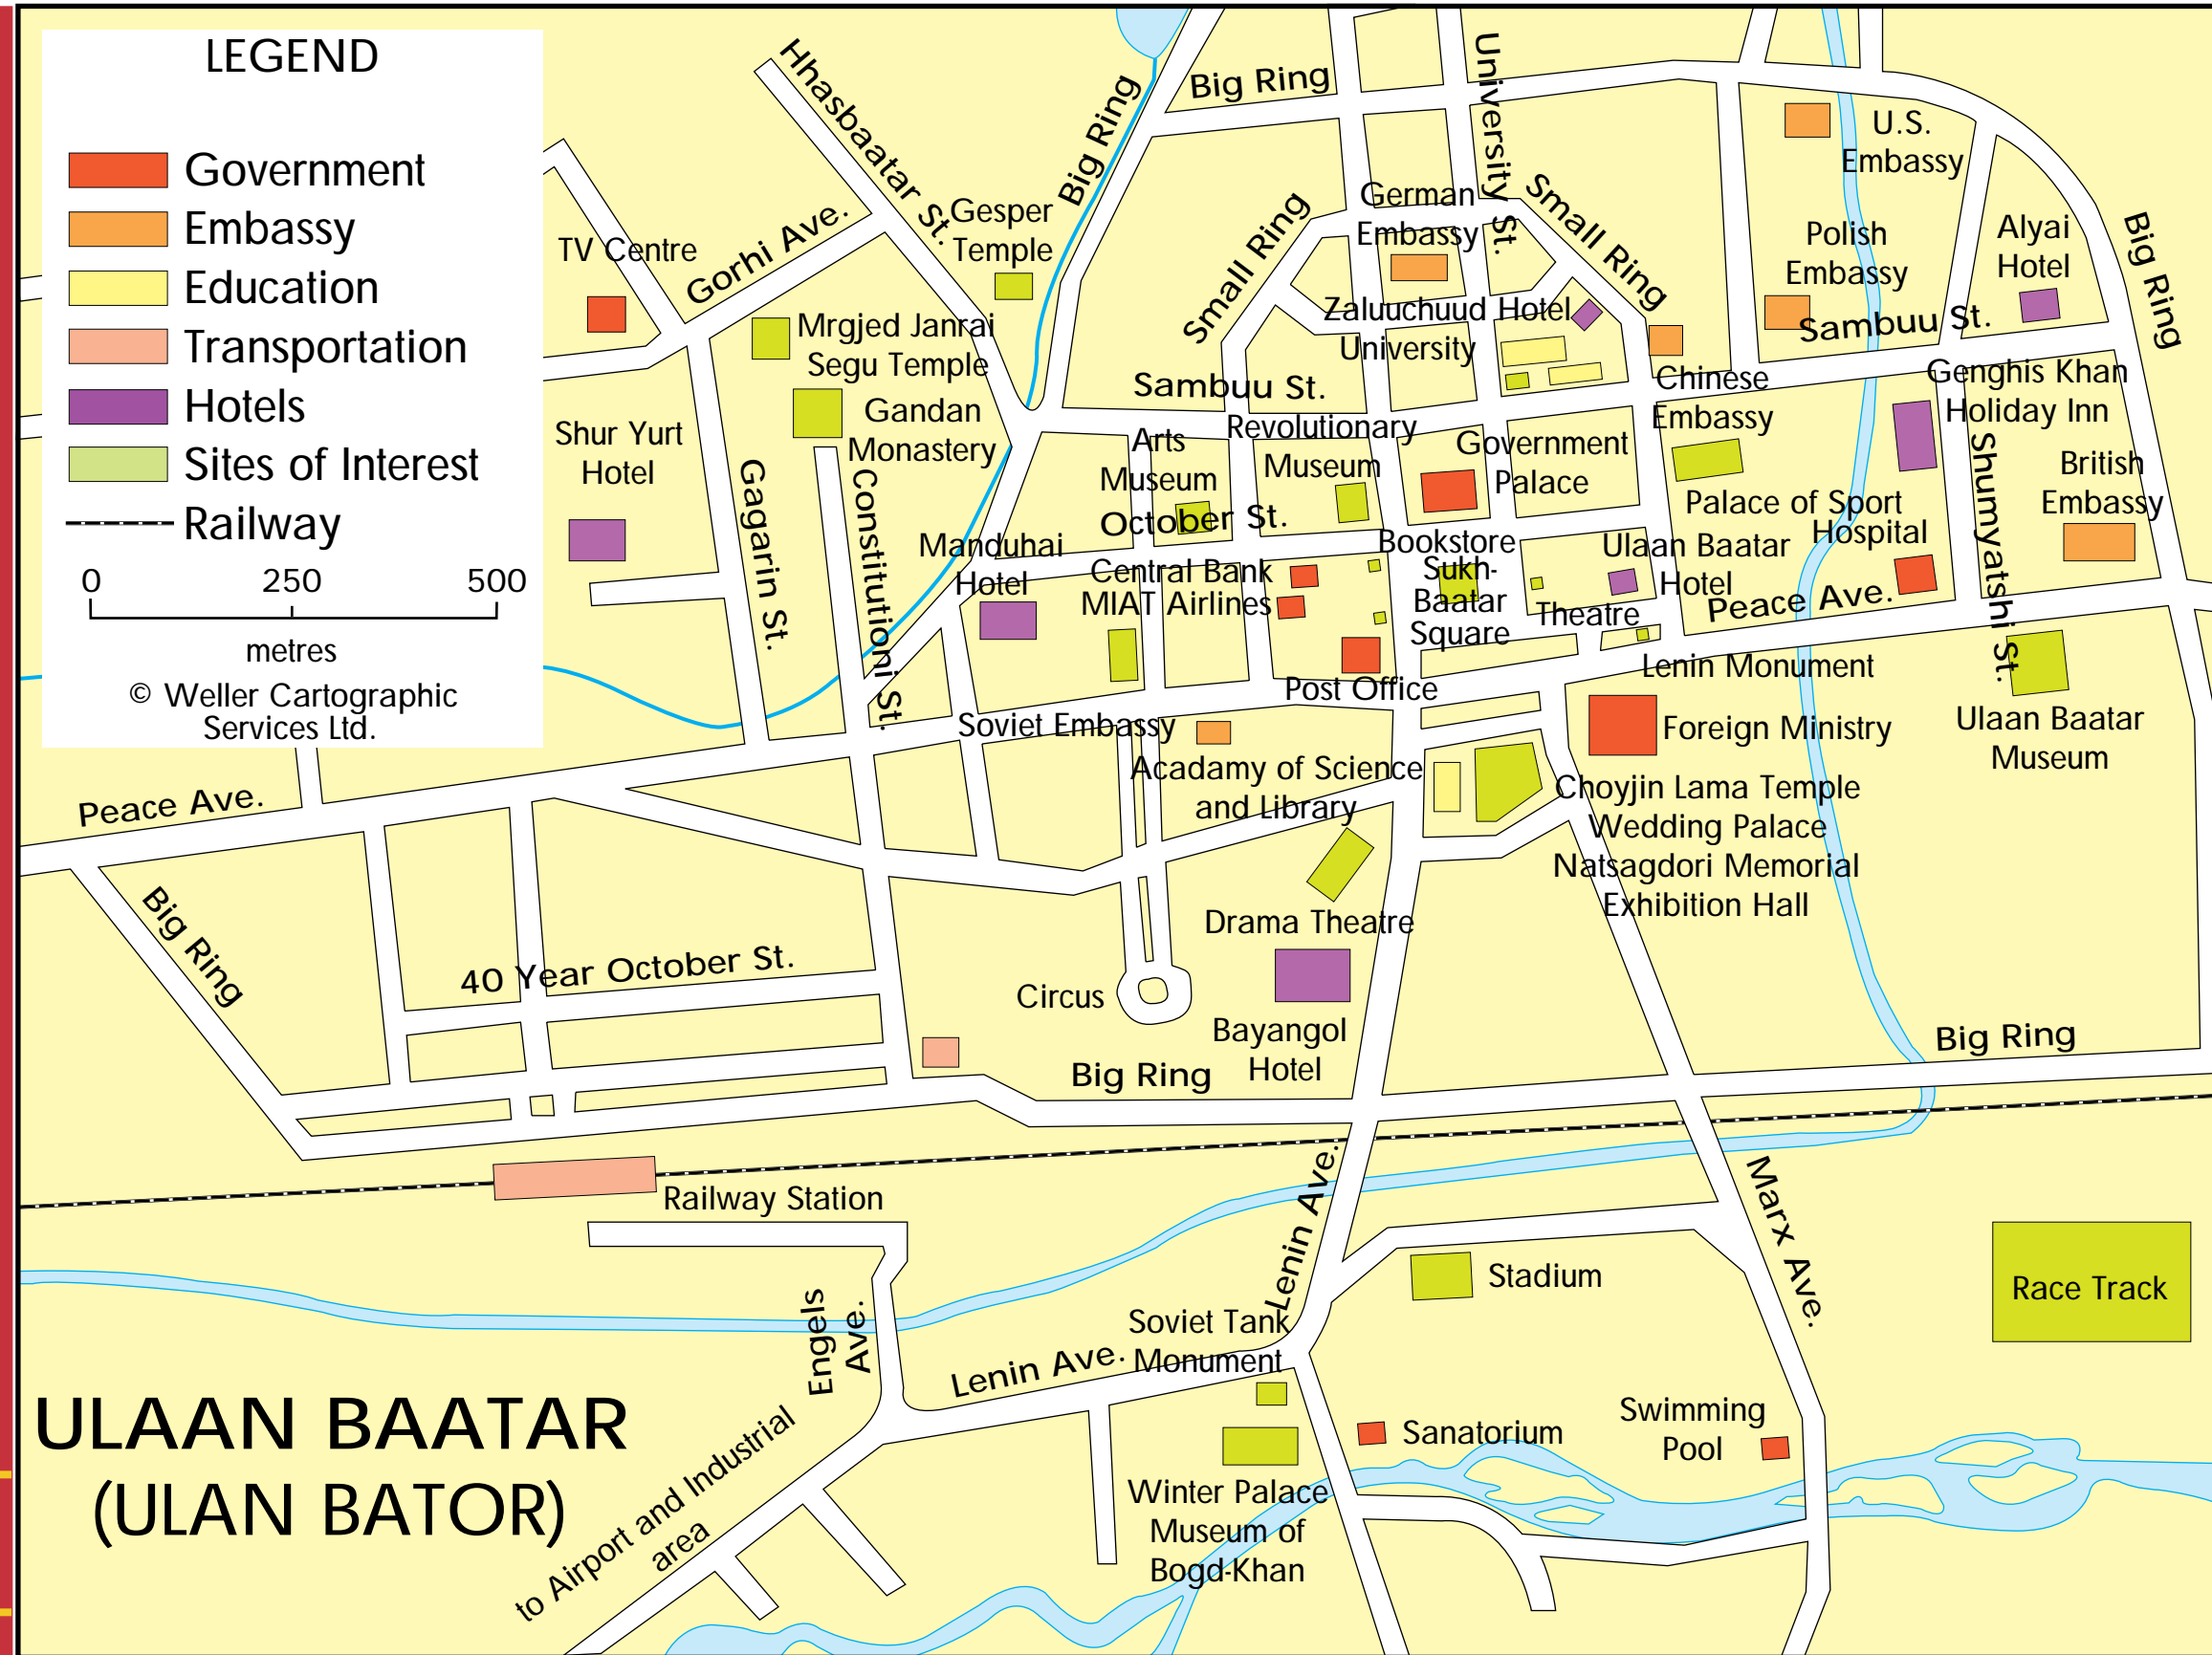 LEGEND
Government
Embassy
Education
Transportation
Hotels
Sites of Interest
Railway
0 250 500
metres
© Weller Cartographic
Services Ltd.
Hhasbaatar St.
Big Ring
Big Ring
University St.
U.S.
Embassy
Gesper
Temple
German
Embassy
Small Ring
Small Ring
TV Centre
Gorhi Ave.
Polish
Embassy
Alyai
Hotel
Big Ring
Mrgjed Janrai
Segu Temple
Zaluuchuud Hotel
University
Sambuu St.
Sambuu St.
Chinese
Embassy
Genghis Khan
Holiday Inn
Gandan
Monastery
Shur Yurt
Hotel
Arts
Museum
Revolutionary
Museum
Government
Palace
Gagarin St.
Constitutioni St.
October St.
Palace of Sport
Shumyatshi St.
British
Embassy
Manduhai
Hotel
Central Bank
MIAT Airlines
Bookstore
Sukh-
Baatar
Square
Ulaan Baatar
Hotel
Hospital
Theatre
Peace Ave.
Post Office
Lenin Monument
Soviet Embassy
Foreign Ministry
Ulaan Baatar
Museum
Acadamy of Science
and Library
Peace Ave.
Choyjin Lama Temple
Wedding Palace
Natsagdori Memorial
Exhibition Hall
Big Ring
Drama Theatre
40 Year October St.
Circus
Bayangol
Hotel
Big Ring
Big Ring
Railway Station
Lenin Ave.
Marx Ave.
Stadium
Race Track
Engels
Ave.
Soviet Tank
Monument
Lenin Ave.
Sanatorium
Swimming
Pool
ULAAN BAATAR
(ULAN BATOR)
to Airport and Industrial
area
Winter Palace
Museum of
Bogd-Khan